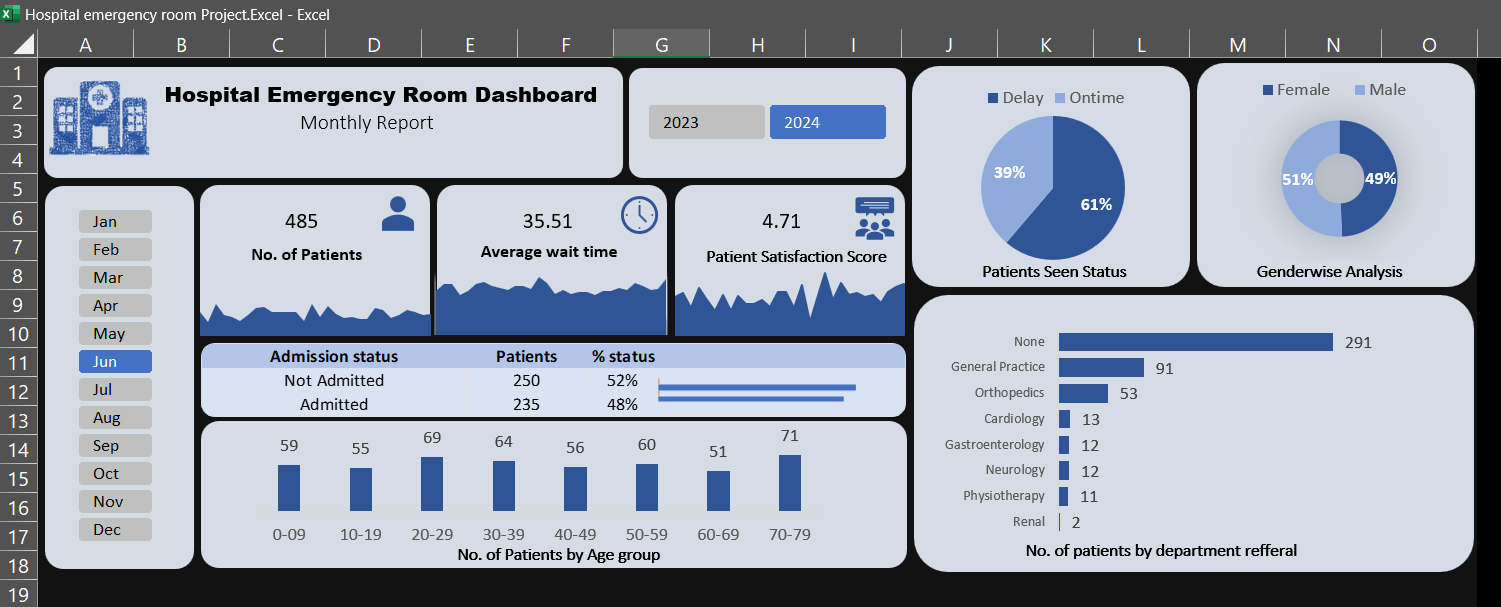 Hospital emergency room Project.Excel - Excel
A B C D E F G H I J K L M N O
1
2
3
4
5
6
7
8
9
10
11
12
13
14
15
16
17
18
19
Hospital Emergency Room Dashboard
Monthly Report
2023 2024
Jan
Feb
Mar
Apr
May
Jun
Jul
Aug
Sep
Oct
Nov
Dec
485
No. of Patients
35.51
Average wait time
4.71
Patient Satisfaction Score
Delay Ontime
39% 61%
Patients Seen Status
Female Male
51% 49%
Genderwise Analysis
Admission status Patients % status
Not Admitted 250 52%
Admitted 235 48%
59 55 69 64 56 60 51 71
0-09 10-19 20-29 30-39 40-49 50-59 60-69 70-79
No. of Patients by Age group
None 291
General Practice 91
Orthopedics 53
Cardiology 13
Gastroenterology 12
Neurology 12
Physiotherapy 11
Renal 2
No. of patients by department refferal